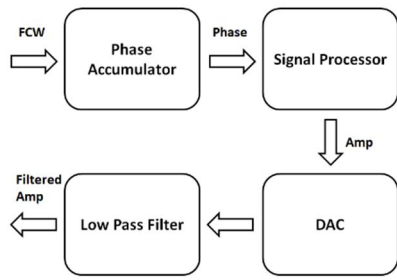 FCW
Phase
Accumulator
Phase
Signal Processor
Amp
Filtered
Amp
Low Pass Filter
DAC